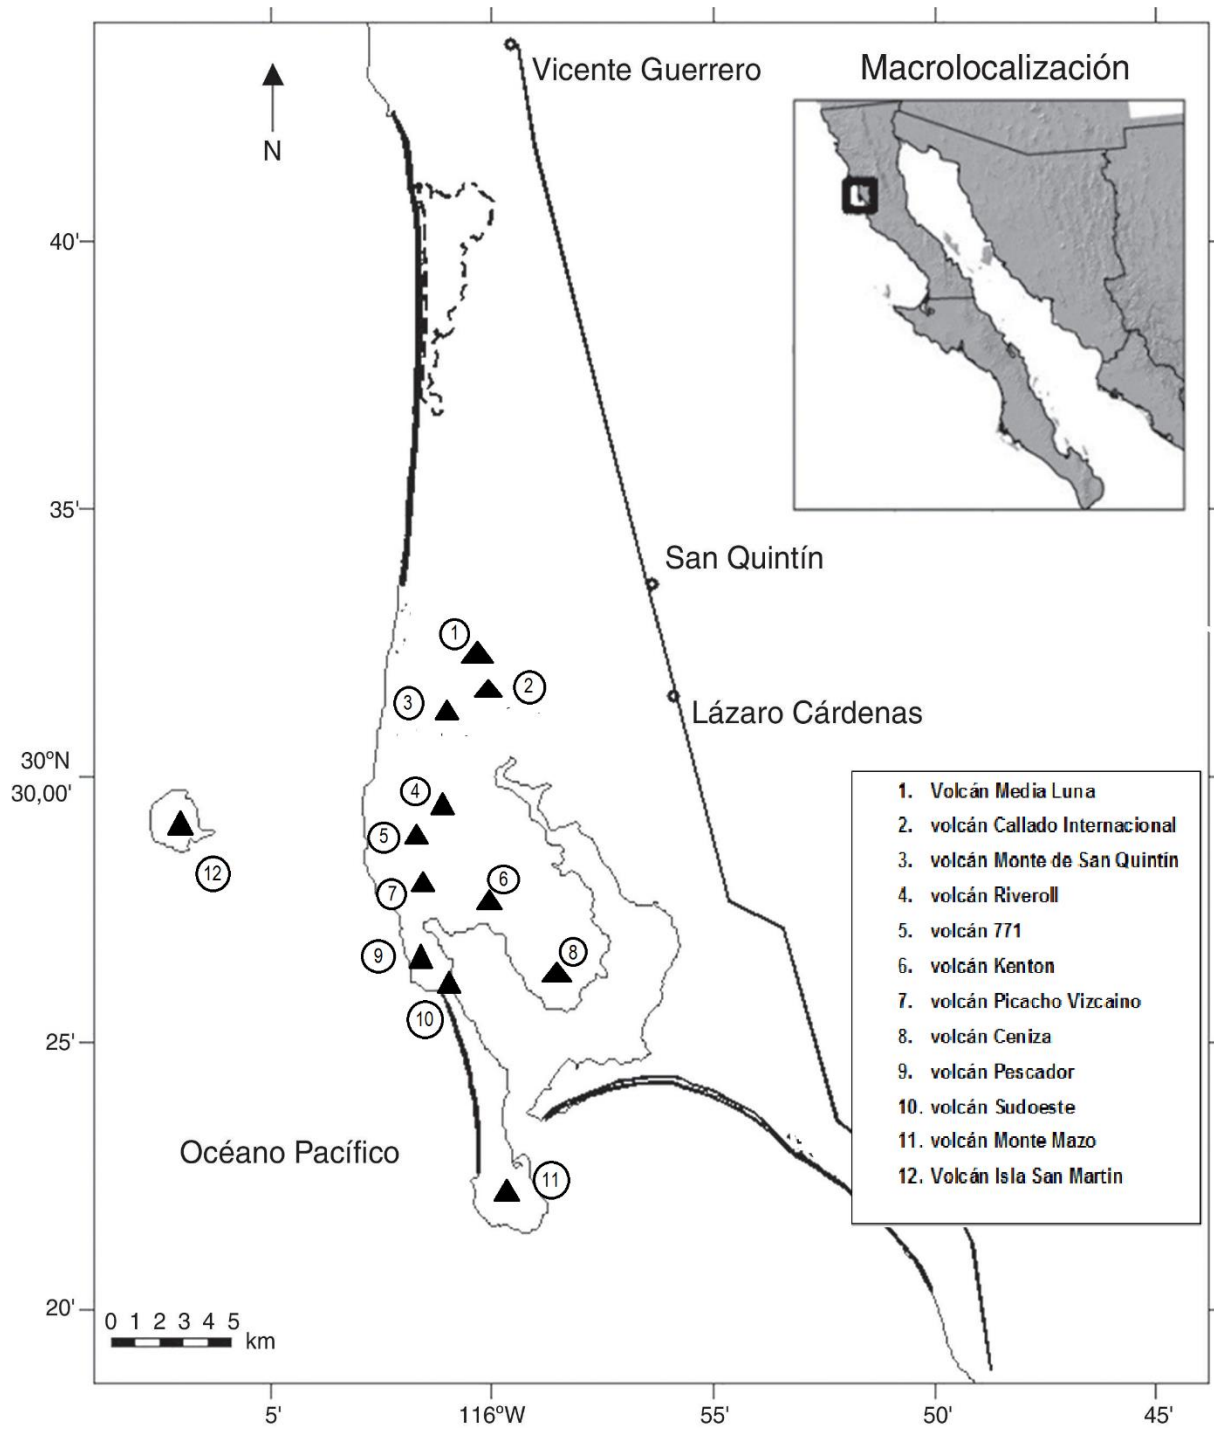 Vicente Guerrero
Macrolocalización
N
40'
35'
San Quintín
1
2
3
Lázaro Cárdenas
30ºN
30,00'
4
5
6
7
12
8
9
10
25'
Océano Pacífico
11
20'
1. Volcán Media Luna
2. volcán Callado Internacional
3. volcán Monte de San Quintín
4. volcán Riveroll
5. volcán 771
6. volcán Kenton
7. volcán Picacho Vizcaino
8. volcán Ceniza
9. volcán Pescador
10. volcán Sudoeste
11. volcán Monte Mazo
12. Volcán Isla San Martin
0 1 2 3 4 5
km
5' 116ºW 55' 50' 45'